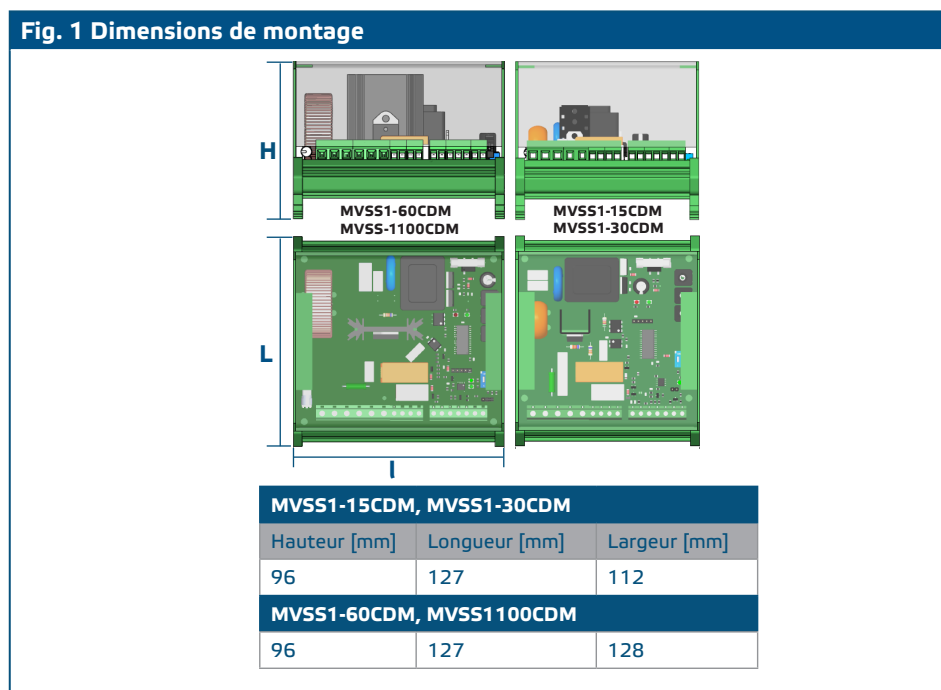 Fig. 1 Dimensions de montage
H
MVSS1-60CDM
MVSS-1100CDM
MVSS1-15CDM
MVSS1-30CDM
L
l
MVSS1-15CDM, MVSS1-30CDM
Hauteur [mm] Longueur [mm] Largeur [mm]
96 127 112
MVSS1-60CDM, MVSS1100CDM
96 127 128